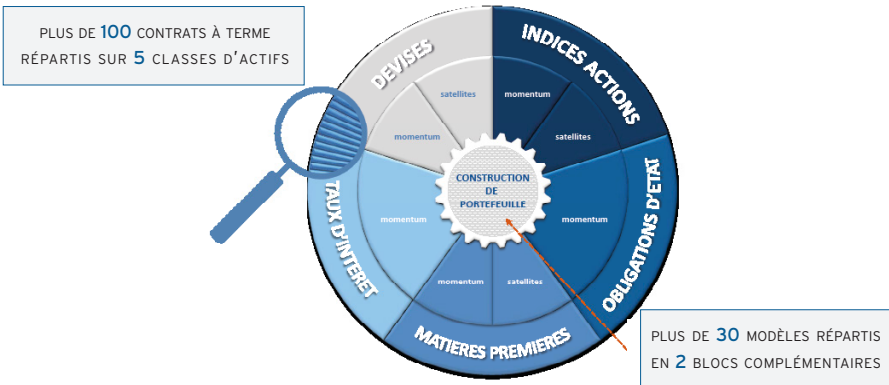 PLUS DE 100 CONTRATS À TERME
RÉPARTIS SUR 5 CLASSES D'ACTIFS
DEVISES
INDICES ACTIONS
satellites
momentum
momentum
satellites
CONSTRUCTION
DE
PORTEFEUILLE
TAUX D'INTERET
momentum
momentum
OBLIGATIONS D'ETAT
momentum
satellites
MATIERES PREMIERES
PLUS DE 30 MODÈLES RÉPARTIS
EN 2 BLOCS COMPLÉMENTAIRES